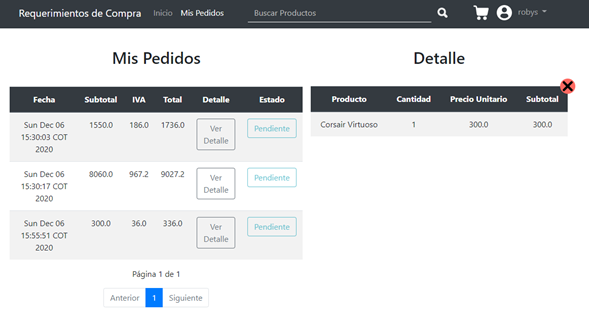 Requerimientos de Compra Inicio Mis Pedidos Buscar Productos robys
Mis Pedidos
Fecha Subtotal IVA Total Detalle Estado
Sun Dec 06 15:30:03 COT 2020 1550.0 186.0 1736.0 Ver Detalle Pendiente
Sun Dec 06 15:30:17 COT 2020 8060.0 967.2 9027.2 Ver Detalle Pendiente
Sun Dec 06 15:55:51 COT 2020 300.0 36.0 336.0 Ver Detalle Pendiente
Página 1 de 1
Anterior 1 Siguiente
Detalle
Producto Cantidad Precio Unitario Subtotal
Corsair Virtuoso 1 300.0 300.0